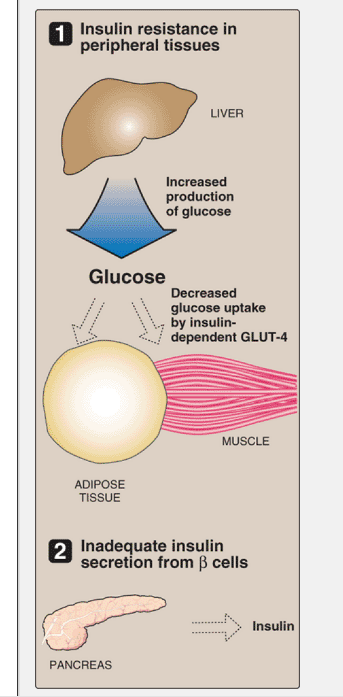 1 Insulin resistance in
peripheral tissues
LIVER
Increased
production
of glucose
Glucose
Decreased
glucose uptake
by insulin-
dependent GLUT-4
MUSCLE
ADIPOSE
TISSUE
2 Inadequate insulin
secretion from β cells
Insulin
PANCREAS